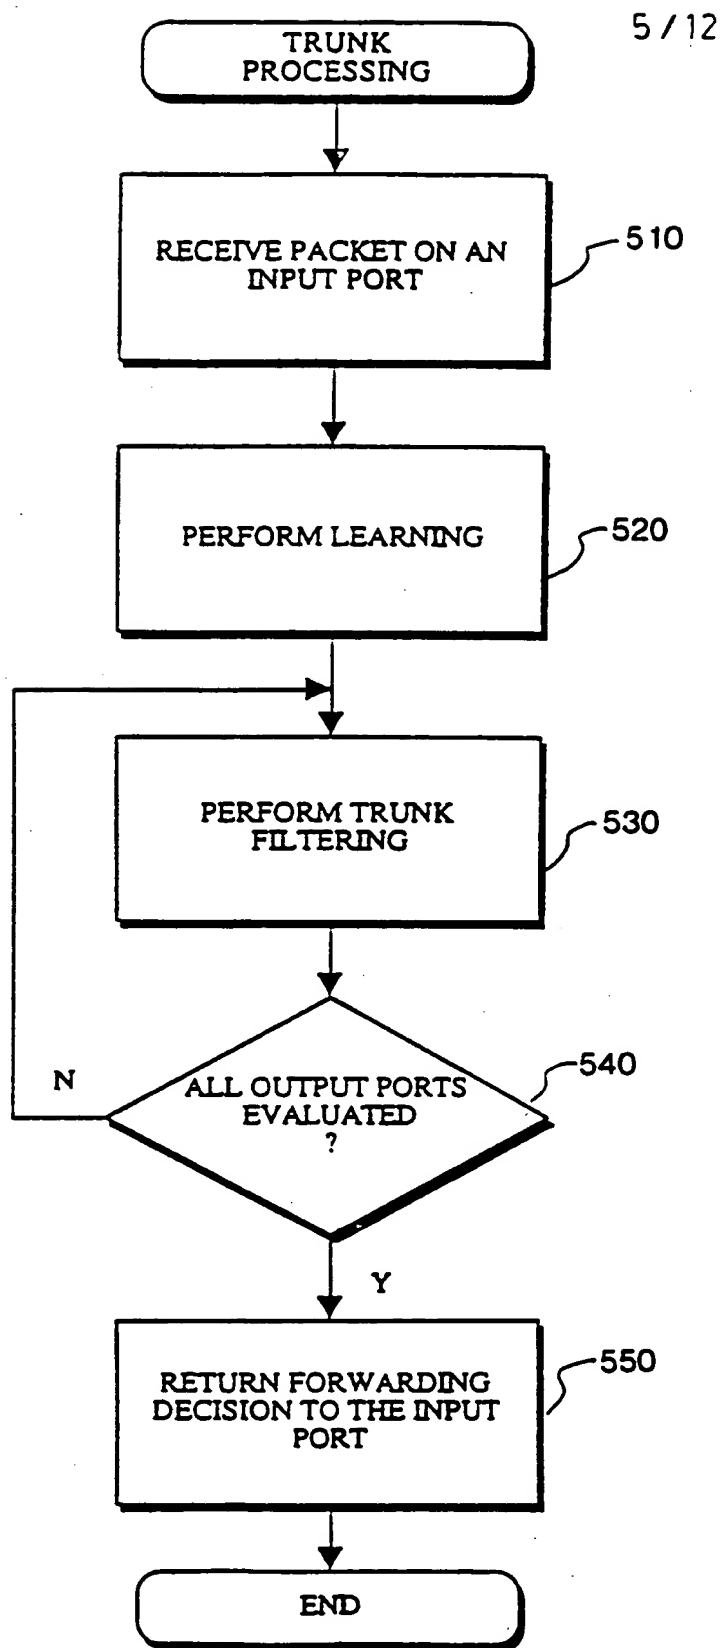 5/12
TRUNK
PROCESSING
RECEIVE PACKET ON AN
INPUT PORT
510
PERFORM LEARNING
520
PERFORM TRUNK
FILTERING
530
ALL OUTPUT PORTS
EVALUATED
?
540
N
Y
RETURN FORWARDING
DECISION TO THE INPUT
PORT
550
END